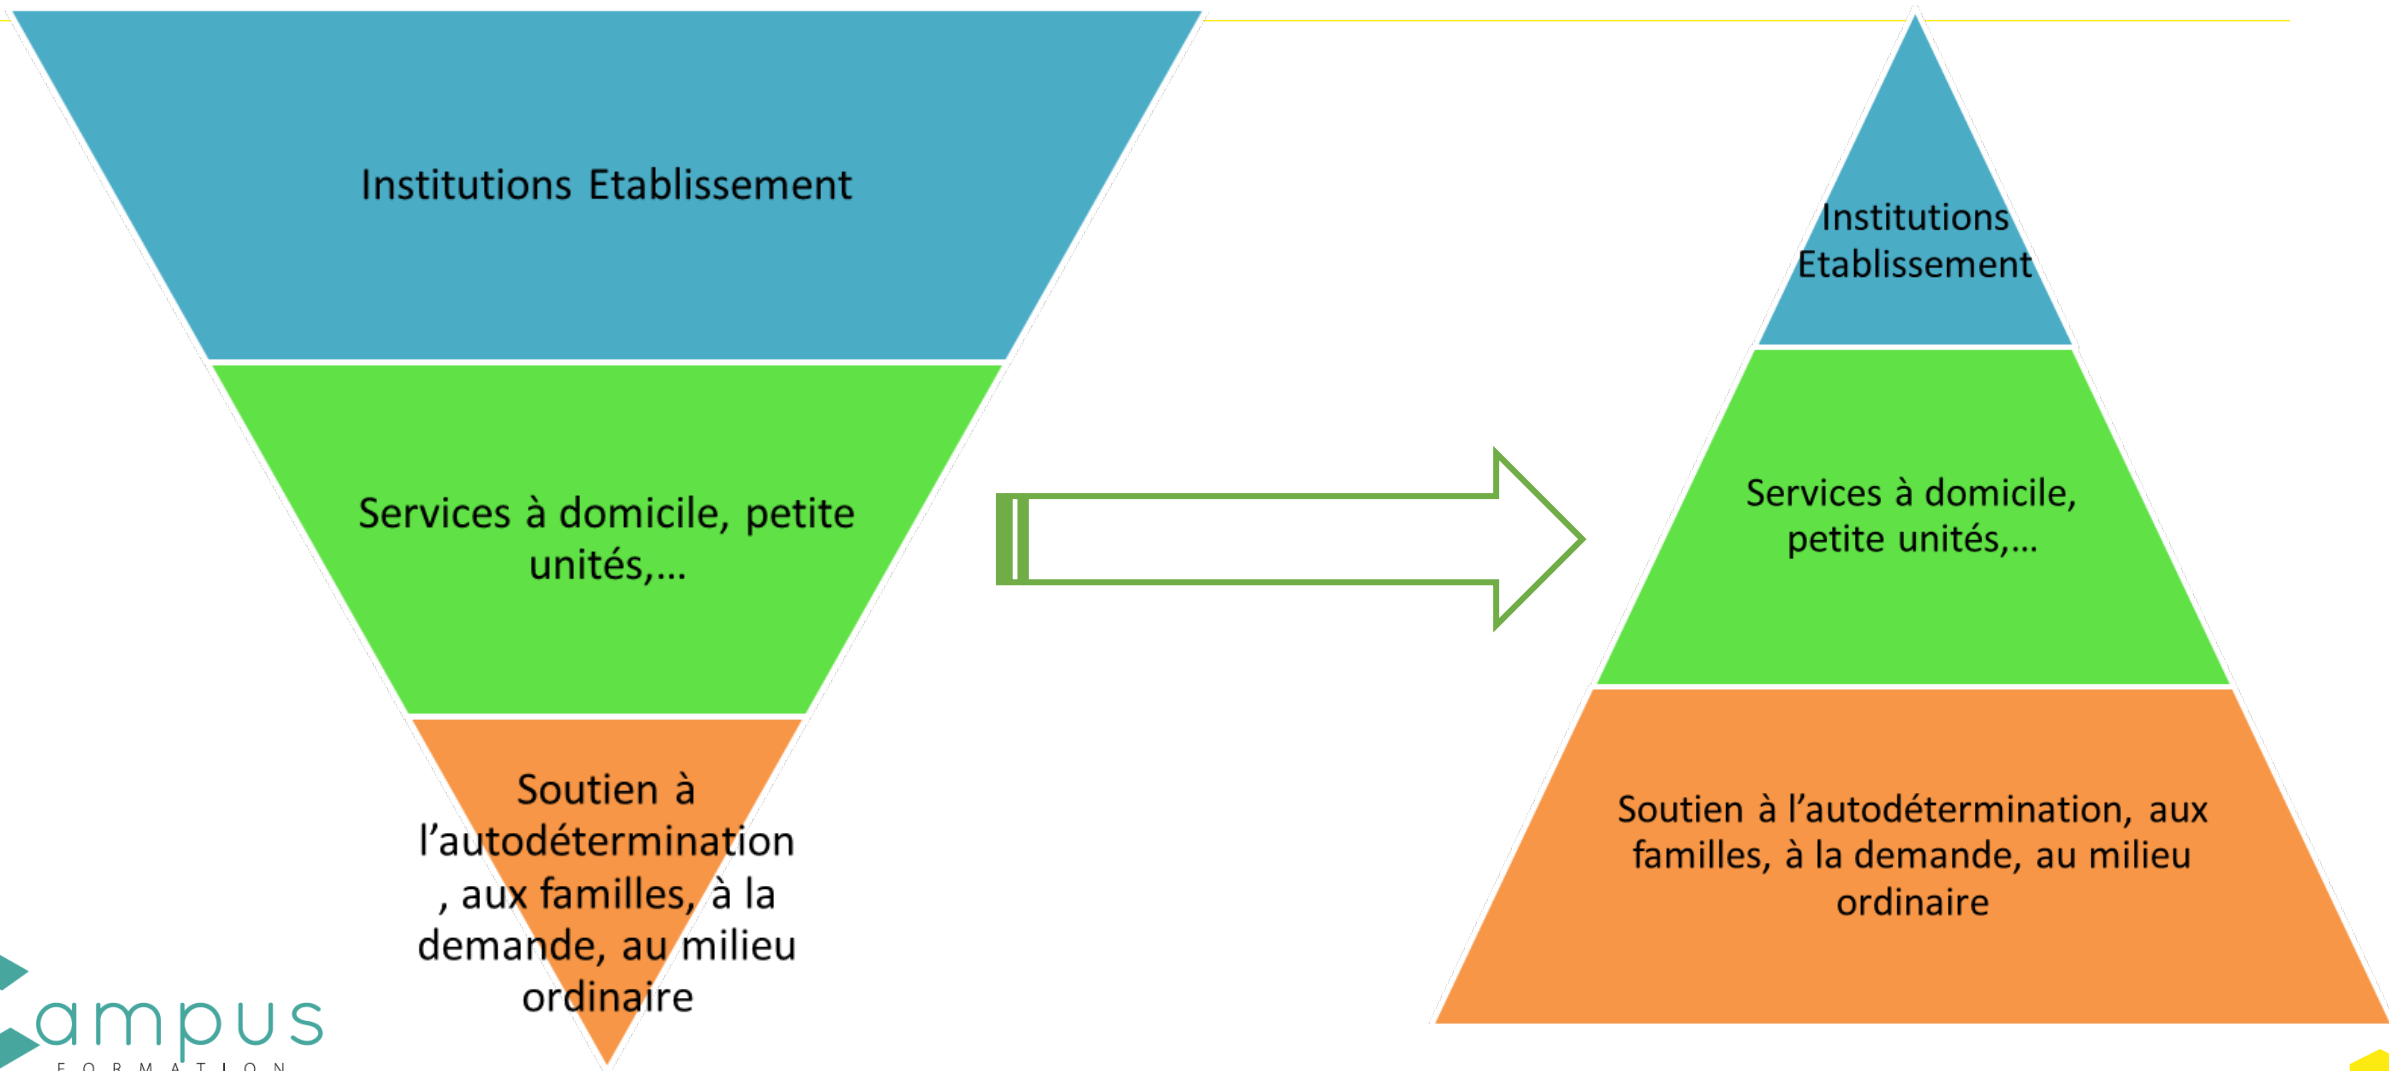 Institutions Etablissement
Services à domicile, petite
unités,...
Soutien à
l’autodétermination
, aux familles, à la
demande, au milieu
ordinaire
Institutions
Etablissement
Services à domicile,
petite unités,...
Soutien à l’autodétermination, aux
familles, à la demande, au milieu
ordinaire
Campus
FORMATION